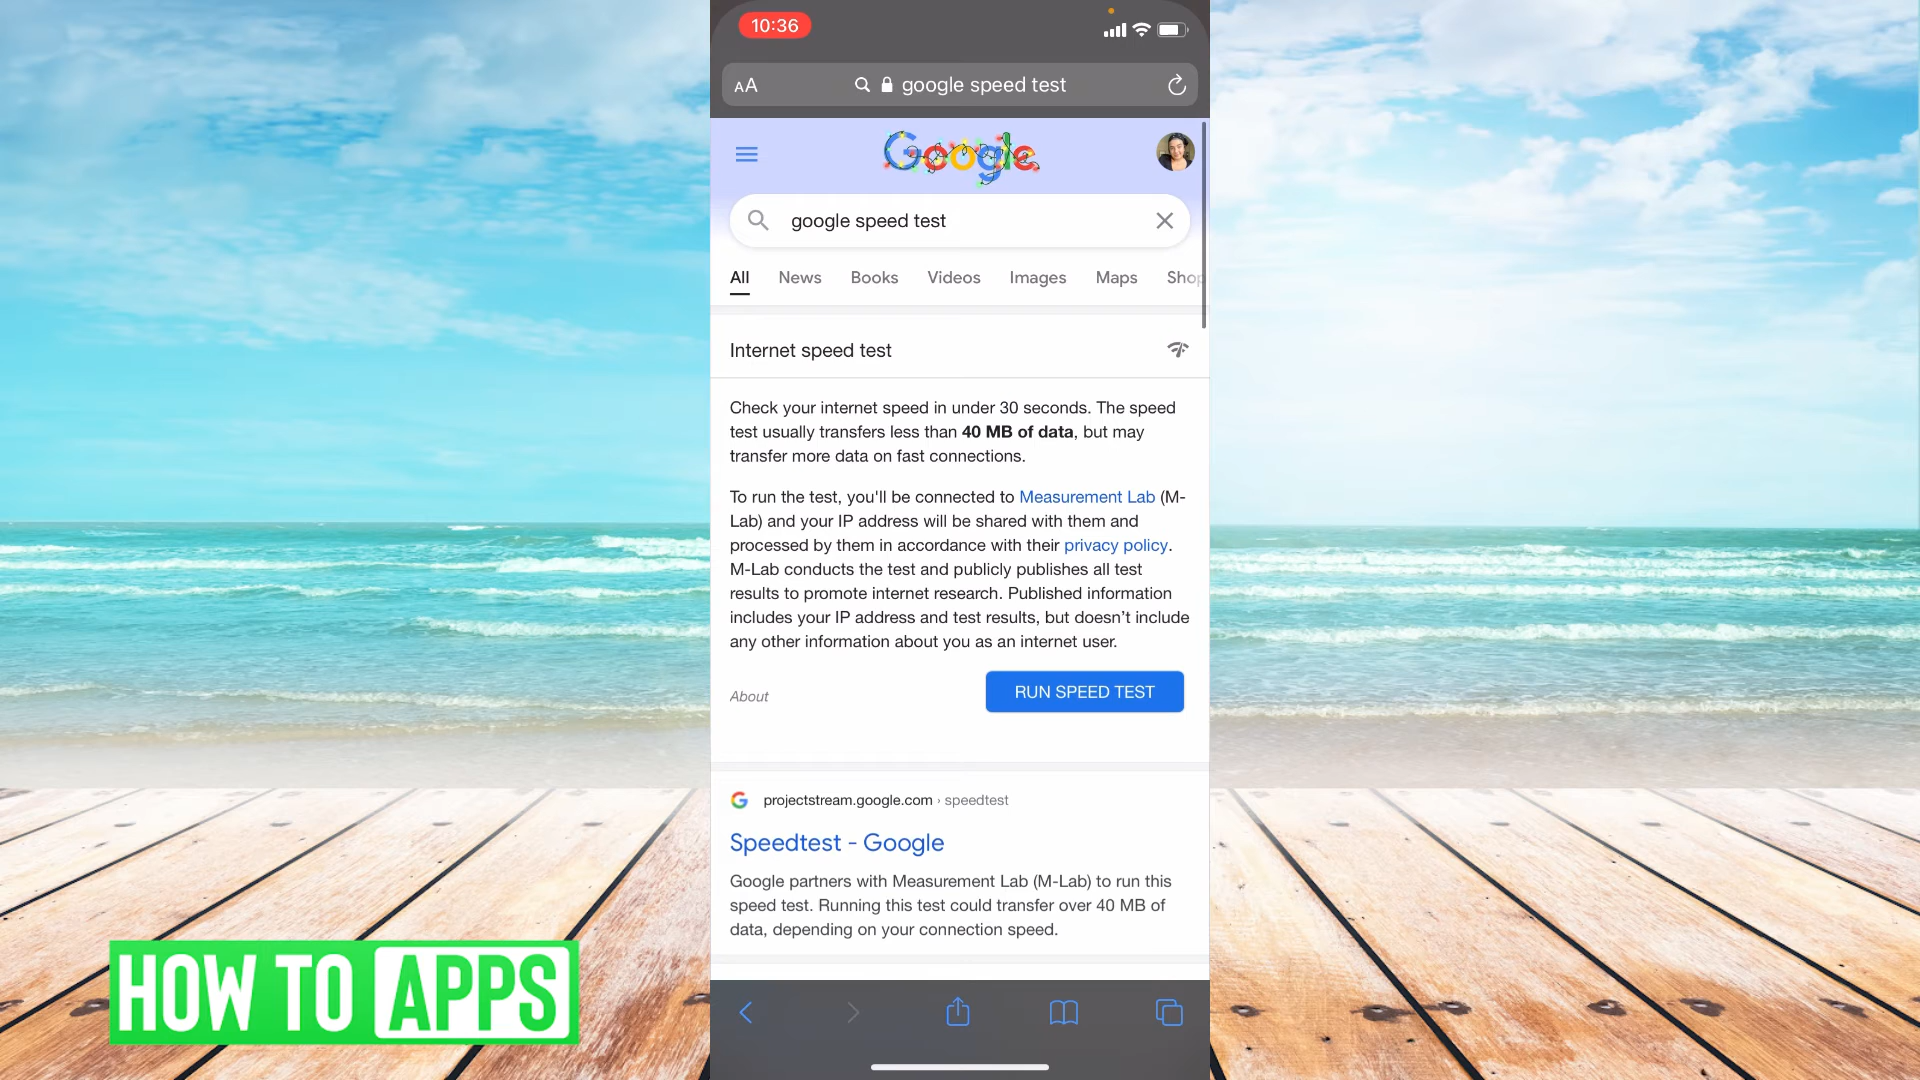 10:36
AA google speed test
Google
google speed test
All News Books Videos Images Maps Shop
Internet speed test
Check your internet speed in under 30 seconds. The speed
test usually transfers less than 40 MB of data, but may
transfer more data on fast connections.
To run the test, you'll be connected to Measurement Lab (M-
Lab) and your IP address will be shared with them and
processed by them in accordance with their privacy policy.
M-Lab conducts the test and publicly publishes all test
results to promote internet research. Published information
includes your IP address and test results, but doesn’t include
any other information about you as an internet user.
About
RUN SPEED TEST
projectstream.google.com › speedtest
Speedtest - Google
Google partners with Measurement Lab (M-Lab) to run this
speed test. Running this test could transfer over 40 MB of
data, depending on your connection speed.
HOW TO APPS